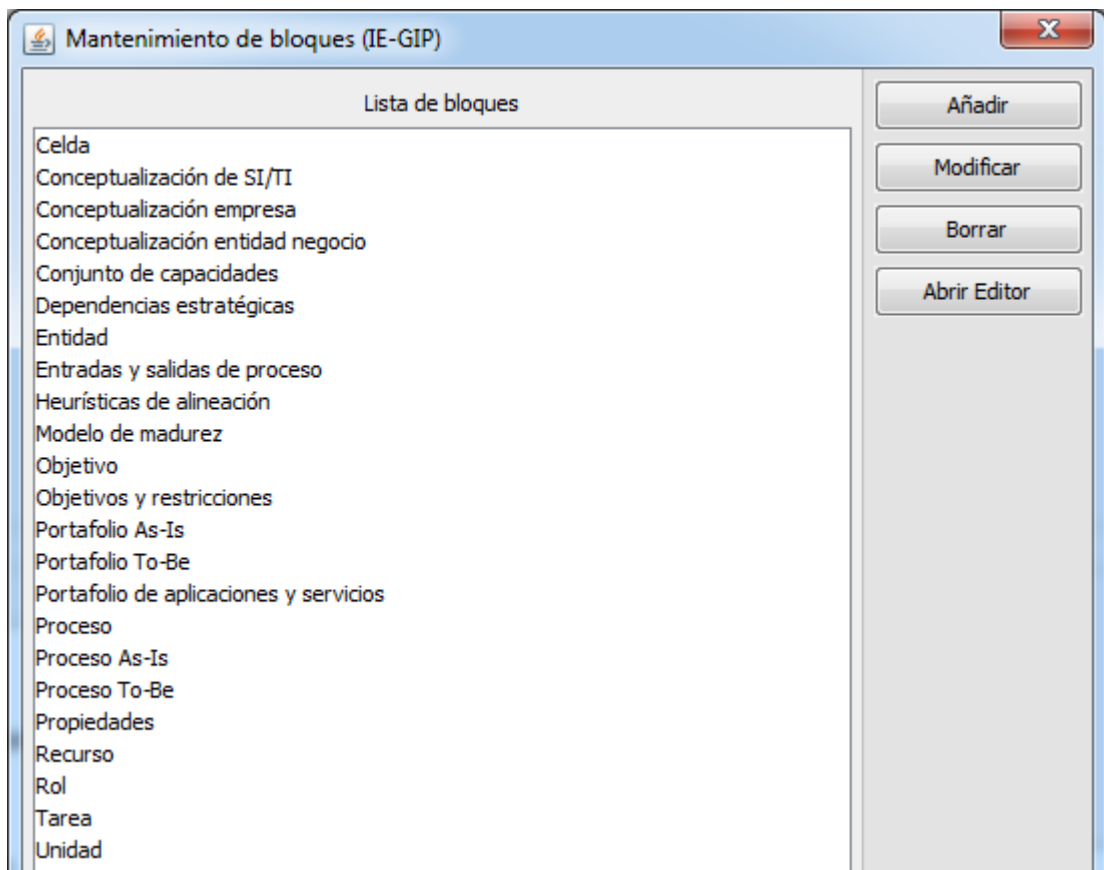 Mantenimiento de bloques (IE-GIP)
Lista de bloques
Celda
Conceptualización de SI/TI
Conceptualización empresa
Conceptualización entidad negocio
Conjunto de capacidades
Dependencias estratégicas
Entidad
Entradas y salidas de proceso
Heurísticas de alineación
Modelo de madurez
Objetivo
Objetivos y restricciones
Portafolio As-Is
Portafolio To-Be
Portafolio de aplicaciones y servicios
Proceso
Proceso As-Is
Proceso To-Be
Propiedades
Recurso
Rol
Tarea
Unidad
Añadir
Modificar
Borrar
Abrir Editor